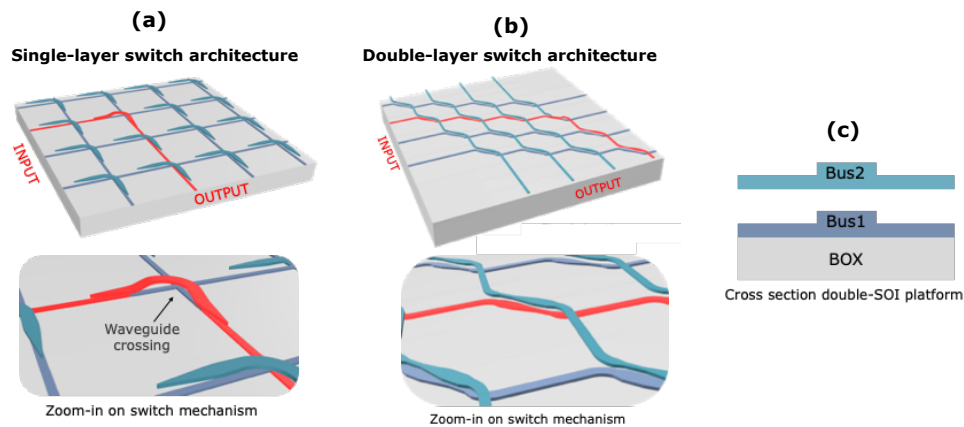 (a)
Single-layer switch architecture
INPUT
OUTPUT
Waveguide
crossing
Zoom-in on switch mechanism
(b)
Double-layer switch architecture
INPUT
OUTPUT
Zoom-in on switch mechanism
(c)
Bus2
Bus1
BOX
Cross section double-SOI platform